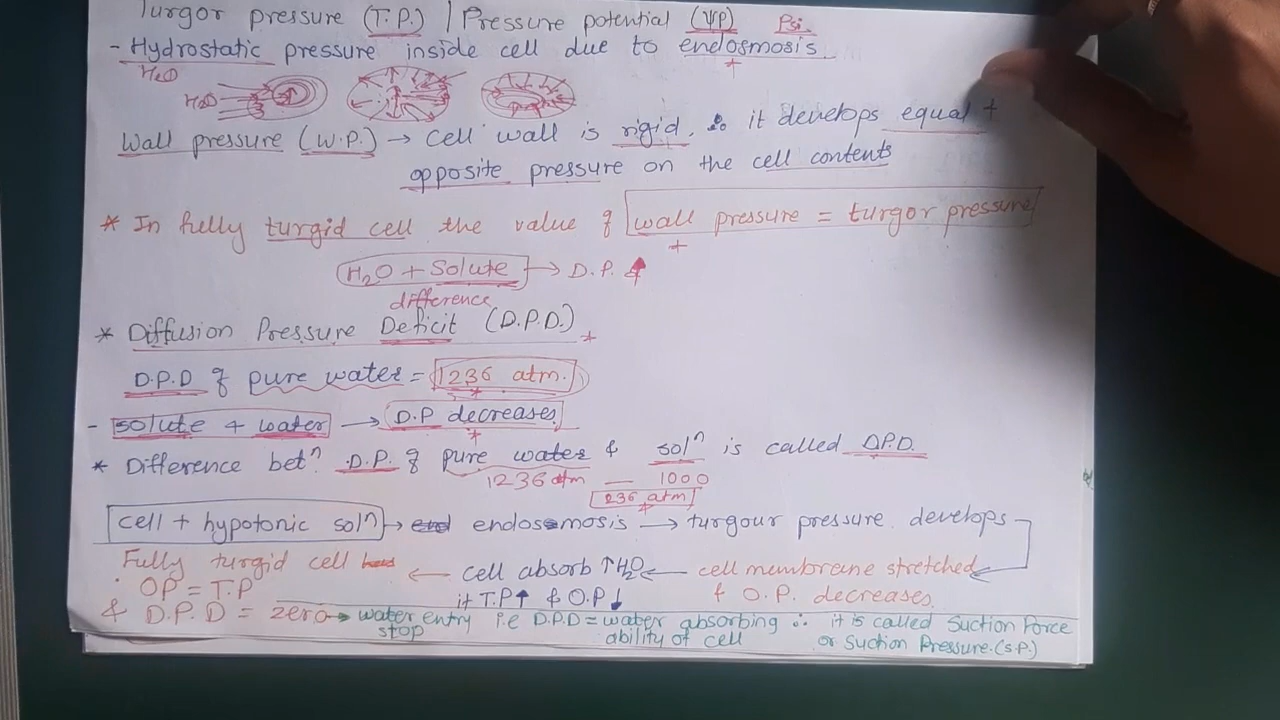 Turgor pressure (T.P.) | Pressure potential (Ψp) Psi
- Hydrostatic pressure inside cell due to endosmosis.
H2O
H2O
Wall pressure (W.P.) → cell wall is rigid, so it develops equal +
opposite pressure on the cell contents
* In fully turgid cell the value of wall pressure = turgor pressure
H2O + Solute → D.P.
difference
* Diffusion Pressure Deficit (D.P.D.)
D.P.D of pure water = 1236 atm.
- solute + water → D.P decreases.
* Difference betn. D.P. of pure water & soln is called D.P.D.
1236 atm — 1000
236 atm
cell + hypotonic soln → endosmosis → turgour pressure develops
Fully turgid cell ← cell absorb ↑H2O ← cell membrane stretched
OP = T.P it T.P↑ & O.P↓ & O.P. decreases.
& D.P.D = zero → water entry i.e D.P.D = water absorbing ∴ it is called Suction Force
stop ability of cell or Suction Pressure.(S.P.)